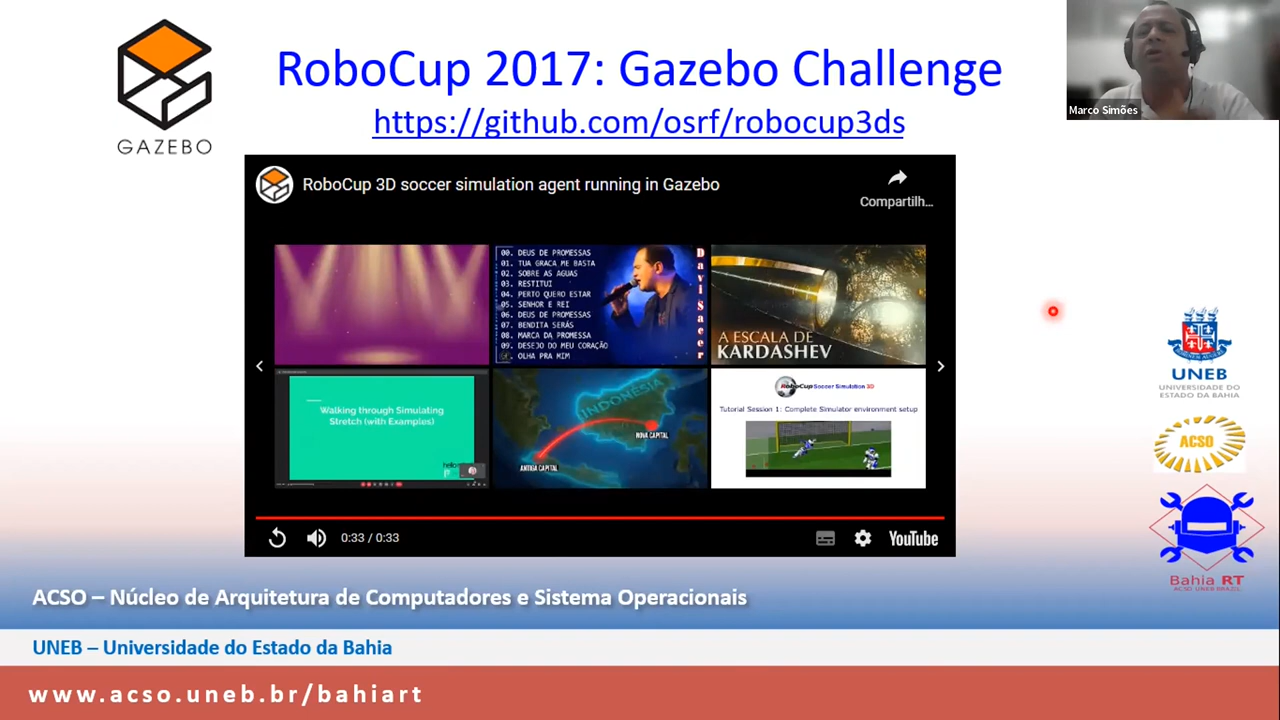 GAZEBO
RoboCup 2017: Gazebo Challenge
https://github.com/osrf/robocup3ds
Marco Simões
RoboCup 3D soccer simulation agent running in Gazebo
Compartilh...
00. DEUS DE PROMESSAS
01. TUA GRACA ME BASTA
02. SOBRE AS AGUAS
03. RESTITUI
04. PERTO QUERO ESTAR
05. SENHOR E REI
06. DEUS DE PROMESSAS
07. BENDITA SERÁS
08. MARCA DA PROMESSA
09. DESEJO DO MEU CORAÇÃO
OLHA PRA MIM
Davi Sacer
A ESCALA DE
KARDASHEV
Walking through Simulating
Stretch (with Examples)
INDONESIA
NOVA CAPITAL
ANTIGA CAPITAL
RoboCup Soccer Simulation 3D
Tutorial Session 1: Complete Simulator environment setup
0:33 / 0:33
YouTube
UNEB
UNIVERSIDADE DO
ESTADO DA BAHIA
ACSO
Bahia RT
ACSO UNEB BRAZIL
ACSO – Núcleo de Arquitetura de Computadores e Sistema Operacionais
UNEB – Universidade do Estado da Bahia
www.acso.uneb.br/bahiart